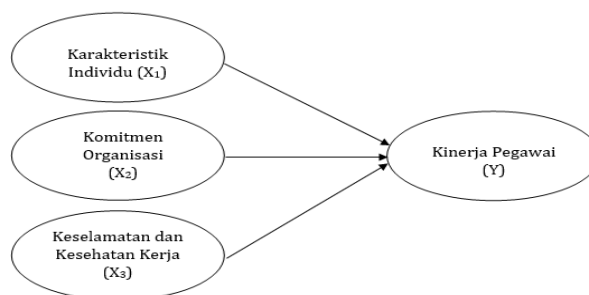 Karakteristik
Individu (X₁)
Komitmen
Organisasi
(X₂)
Kinerja Pegawai
(Y)
Keselamatan dan
Kesehatan Kerja
(X₃)